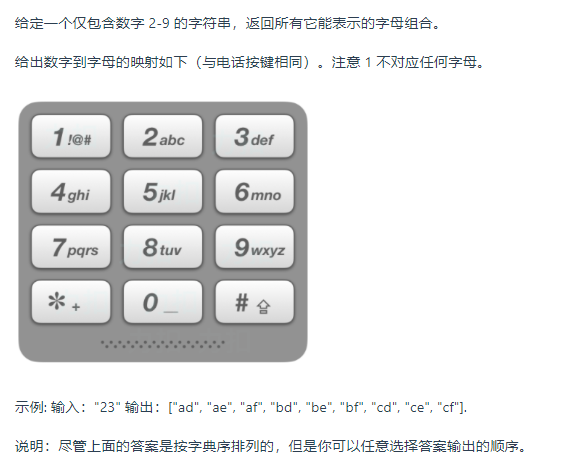 给定一个仅包含数字 2-9 的字符串，返回所有它能表示的字母组合。
给出数字到字母的映射如下（与电话按键相同）。注意 1 不对应任何字母。
1 !@# 2 abc 3 def
4 ghi 5 jkl 6 mno
7 pqrs 8 tuv 9 wxyz
* + 0 _ #
示例: 输入："23" 输出：["ad", "ae", "af", "bd", "be", "bf", "cd", "ce", "cf"].
说明：尽管上面的答案是按字典序排列的，但是你可以任意选择答案输出的顺序。